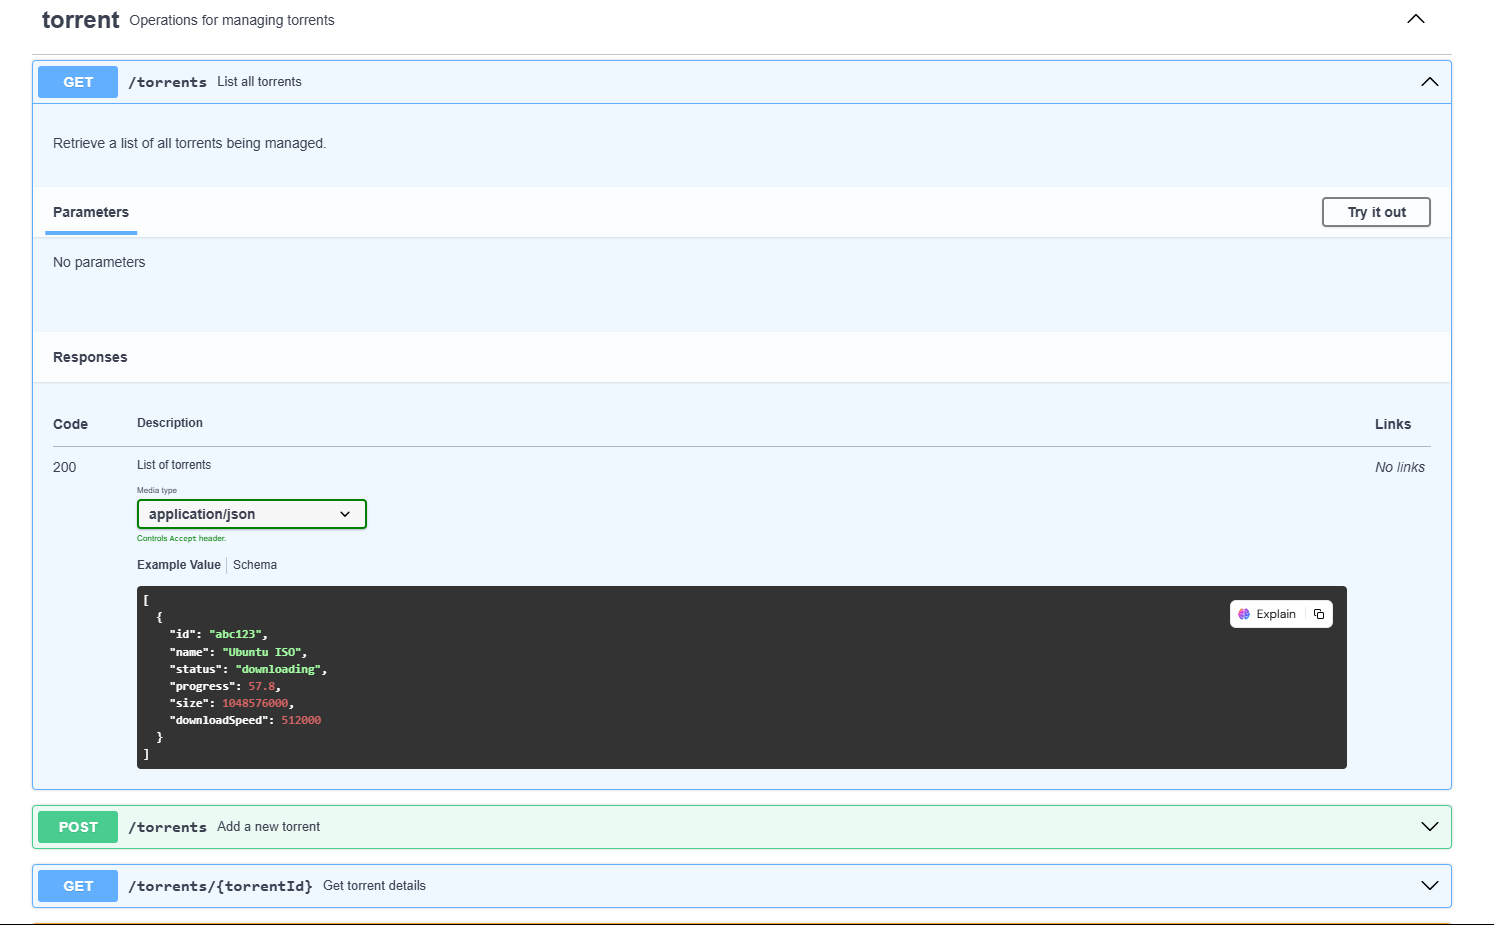 torrent Operations for managing torrents
GET /torrents List all torrents
Retrieve a list of all torrents being managed.
Parameters
Try it out
No parameters
Responses
Code Description Links
200 List of torrents No links
Media type
application/json
Controls Accept header.
Example Value Schema
Explain
[
{
"id": "abc123",
"name": "Ubuntu ISO",
"status": "downloading",
"progress": 57.8,
"size": 1048576000,
"downloadSpeed": 512000
}
]
POST /torrents Add a new torrent
GET /torrents/{torrentId} Get torrent details